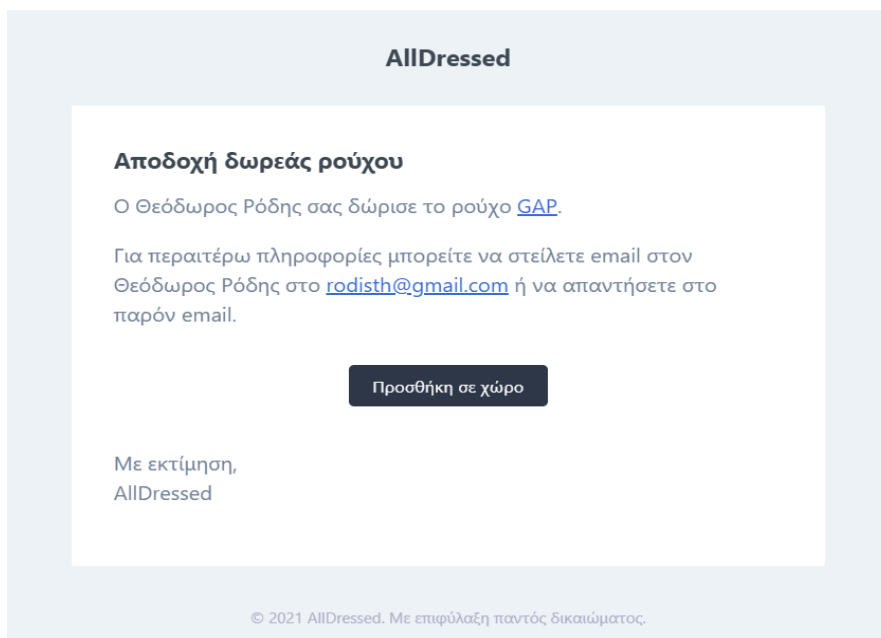 AllDressed
Αποδοχή δωρεάς ρούχου
Ο Θεόδωρος Ρόδης σας δώρισε το ρούχο GAP.
Για περαιτέρω πληροφορίες μπορείτε να στείλετε email στον
Θεόδωρος Ρόδης στο rodisth@gmail.com ή να απαντήσετε στο
παρόν email.
Προσθήκη σε χώρο
Με εκτίμηση,
AllDressed
© 2021 AllDressed. Με επιφύλαξη παντός δικαιώματος.